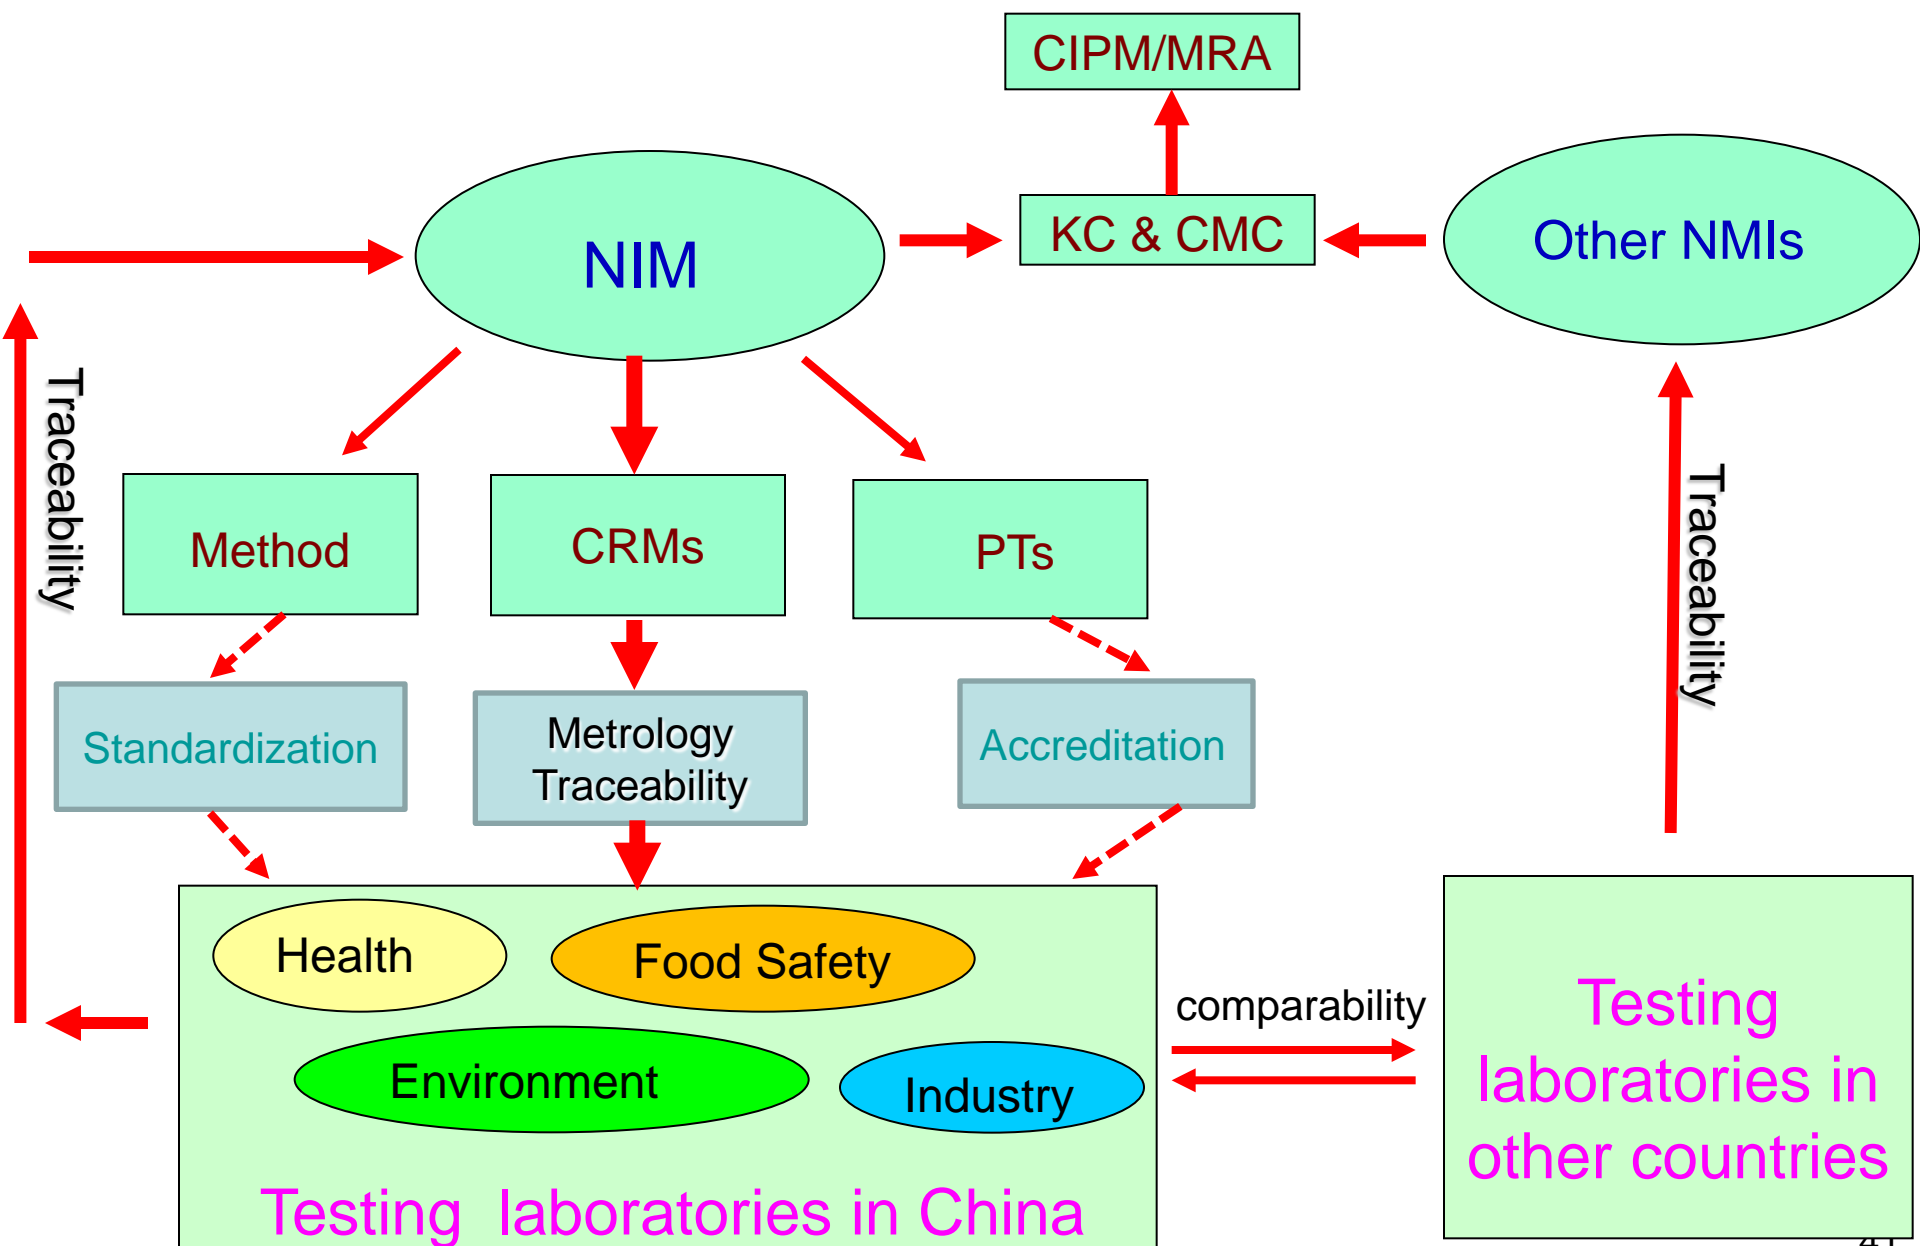 CIPM/MRA
NIM
KC & CMC
Other NMIs
Traceability
Method
CRMs
PTs
Traceability
Standardization
Metrology
Traceability
Accreditation
Health
Food Safety
Environment
Industry
Testing laboratories in China
comparability
Testing
laboratories in
other countries